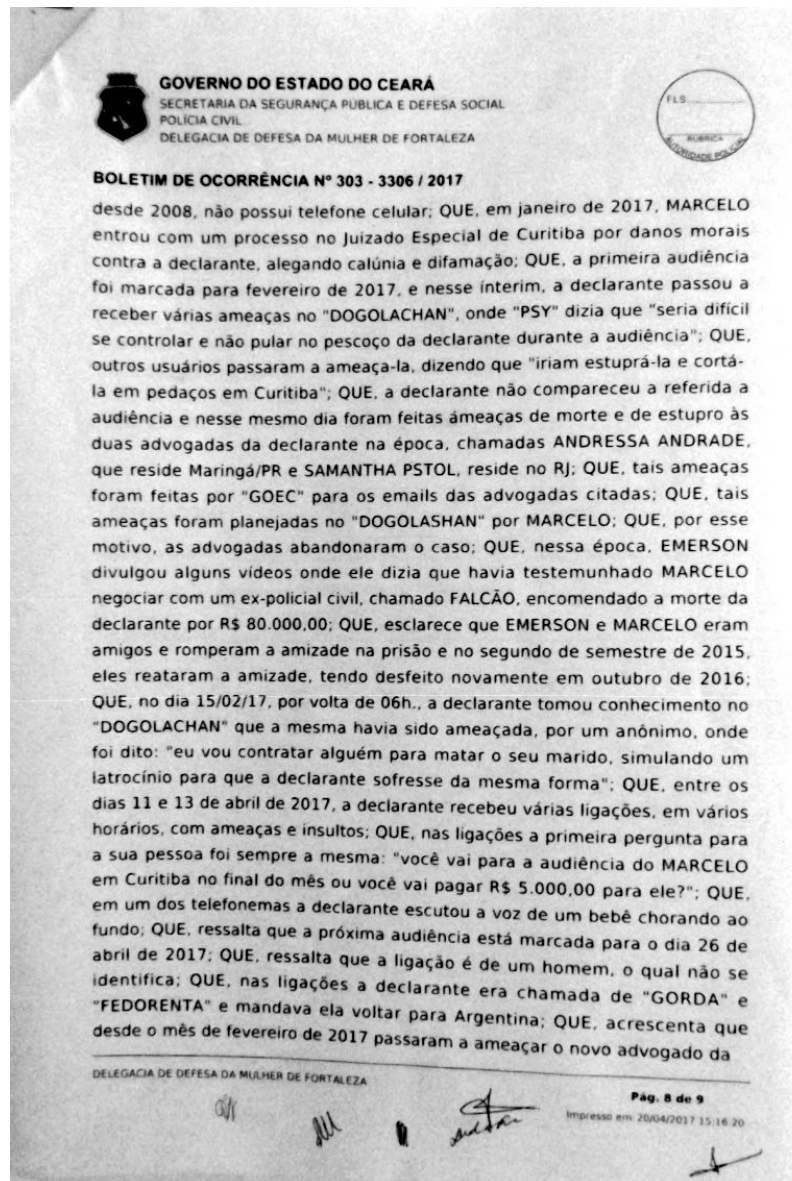 GOVERNO DO ESTADO DO CEARÁ
SECRETARIA DA SEGURANÇA PÚBLICA E DEFESA SOCIAL
POLÍCIA CIVIL
DELEGACIA DE DEFESA DA MULHER DE FORTALEZA
FLS
RUBRICA
AUTORIDADE POLICIAL
BOLETIM DE OCORRÊNCIA Nº 303 - 3306 / 2017
desde 2008, não possui telefone celular; QUE, em janeiro de 2017, MARCELO
entrou com um processo no Juizado Especial de Curitiba por danos morais
contra a declarante, alegando calúnia e difamação; QUE, a primeira audiência
foi marcada para fevereiro de 2017, e nesse ínterim, a declarante passou a
receber várias ameaças no "DOGOLACHAN", onde "PSY" dizia que "seria difícil
se controlar e não pular no pescoço da declarante durante a audiência"; QUE,
outros usuários passaram a ameaça-la, dizendo que "iriam estuprá-la e cortá-
la em pedaços em Curitiba"; QUE, a declarante não compareceu a referida a
audiência e nesse mesmo dia foram feitas ámeaças de morte e de estupro às
duas advogadas da declarante na época, chamadas ANDRESSA ANDRADE,
que reside Maringá/PR e SAMANTHA PSTOL, reside no RJ; QUE, tais ameaças
foram feitas por "GOEC" para os emails das advogadas citadas; QUE, tais
ameaças foram planejadas no "DOGOLASHAN" por MARCELO; QUE, por esse
motivo, as advogadas abandonaram o caso; QUE, nessa época, EMERSON
divulgou alguns vídeos onde ele dizia que havia testemunhado MARCELO
negociar com um ex-policial civil, chamado FALCÃO, encomendado a morte da
declarante por R$ 80.000,00; QUE, esclarece que EMERSON e MARCELO eram
amigos e romperam a amizade na prisão e no segundo de semestre de 2015,
eles reataram a amizade, tendo desfeito novamente em outubro de 2016;
QUE, no dia 15/02/17, por volta de 06h., a declarante tomou conhecimento no
"DOGOLACHAN" que a mesma havia sido ameaçada, por um anônimo, onde
foi dito: "eu vou contratar alguém para matar o seu marido, simulando um
latrocínio para que a declarante sofresse da mesma forma"; QUE, entre os
dias 11 e 13 de abril de 2017, a declarante recebeu várias ligações, em vários
horários, com ameaças e insultos; QUE, nas ligações a primeira pergunta para
a sua pessoa foi sempre a mesma: "você vai para a audiência do MARCELO
em Curitiba no final do mês ou você vai pagar R$ 5.000,00 para ele?"; QUE,
em um dos telefonemas a declarante escutou a voz de um bebê chorando ao
fundo; QUE, ressalta que a próxima audiência está marcada para o dia 26 de
abril de 2017; QUE, ressalta que a ligação é de um homem, o qual não se
identifica; QUE, nas ligações a declarante era chamada de "GORDA" e
"FEDORENTA" e mandava ela voltar para Argentina; QUE, acrescenta que
desde o mês de fevereiro de 2017 passaram a ameaçar o novo advogado da
DELEGACIA DE DEFESA DA MULHER DE FORTALEZA
Pág. 8 de 9
Impresso em: 20/04/2017 15:16:20